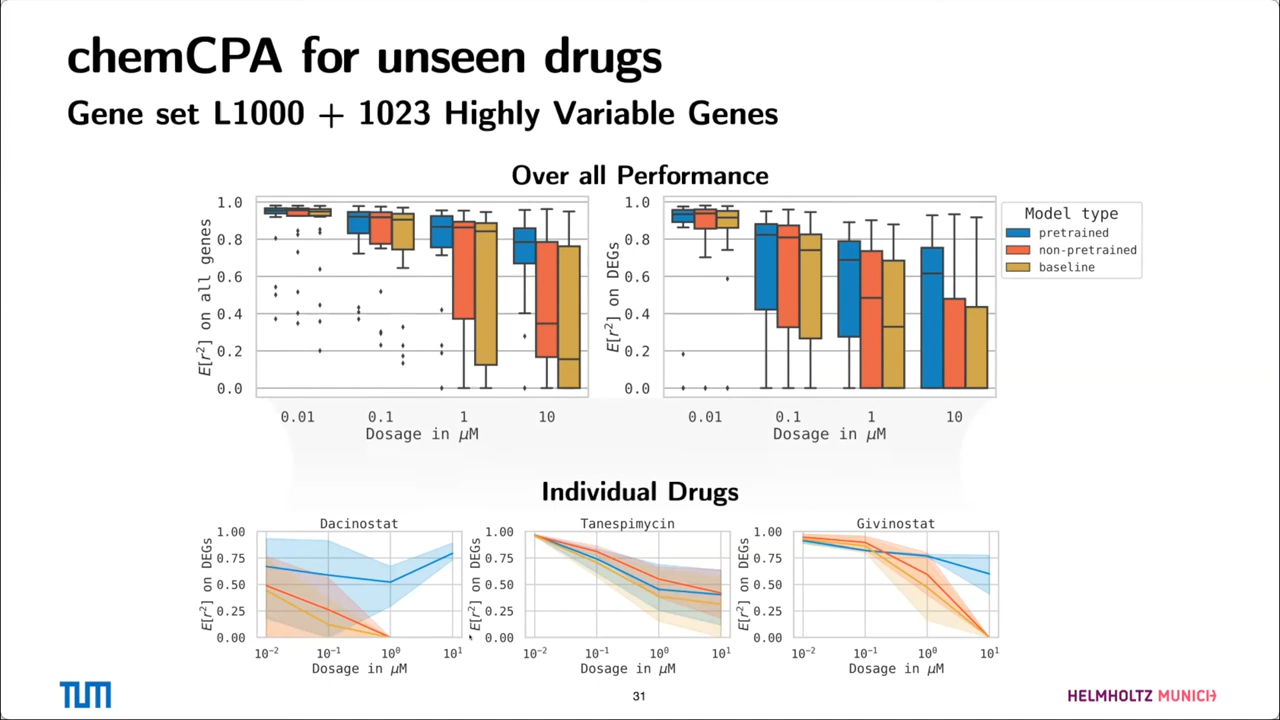 chemCPA for unseen drugs
Gene set L1000 + 1023 Highly Variable Genes
Over all Performance
E[r²] on all genes
1.0
0.8
0.6
0.4
0.2
0.0
0.01 0.1 1 10
Dosage in μM
E[r²] on DEGs
1.0
0.8
0.6
0.4
0.2
0.0
0.01 0.1 1 10
Dosage in μM
Model type
pretrained
non-pretrained
baseline
Individual Drugs
Dacinostat
E[r²] on DEGs
1.00
0.75
0.50
0.25
0.00
10⁻² 10⁻¹ 10⁰ 10¹
Dosage in μM
Tanespimycin
E[r²] on DEGs
1.00
0.75
0.50
0.25
0.00
10⁻² 10⁻¹ 10⁰ 10¹
Dosage in μM
Givinostat
E[r²] on DEGs
1.00
0.75
0.50
0.25
0.00
10⁻² 10⁻¹ 10⁰ 10¹
Dosage in μM
TUM
31
HELMHOLTZ MUNICH